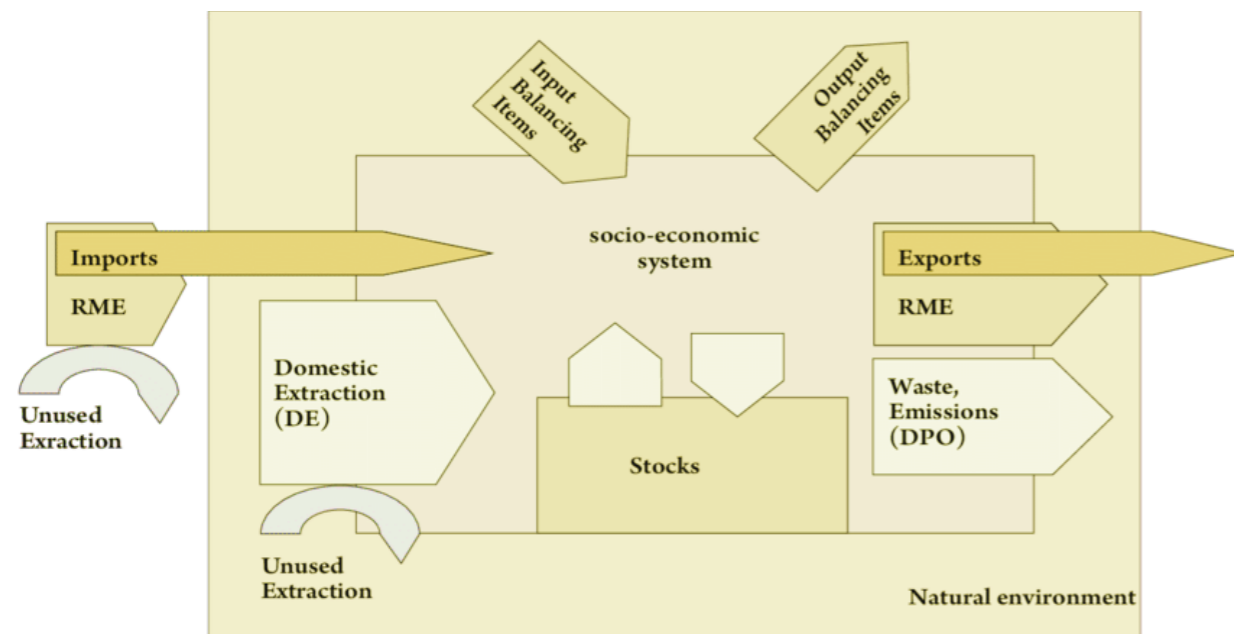 Input
Balancing
Items
Output
Balancing
Items
socio-economic
system
Imports
RME
Exports
RME
Domestic
Extraction
(DE)
Waste,
Emissions
(DPO)
Unused
Exraction
Stocks
Unused
Extraction
Natural environment